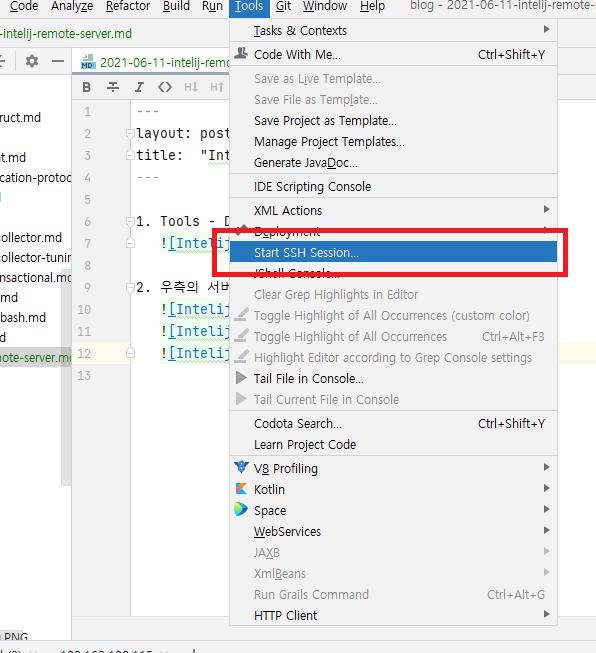 Code Analyze Refactor Build Run Tools Git View Help blog - 2021-06-11-intelij-remote-s
-intelij-remote-server.md
2021-06-11-intelij-remo
B I H↓ H↑
1 ---
2 layout: post
3 title: "Int
4 ---
5
6 1. Tools - D
7 ![Intelij
8
9 2. 우측의 서버
10 ![Intelij
11 ![Intelij
12 ![Intelij
13
ruct.md
nt.md
ication-protoc
collector.md
collector-tunin
nsactional.md
.md
bash.md
d
note-server.md
PNG
Tasks & Contexts
Code With Me... Ctrl+Shift+Y
Save as Live Template...
Save File as Template...
Save Project as Template...
Manage Project Templates...
Generate JavaDoc...
IDE Scripting Console
XML Actions
Deployment
Start SSH Session...
JShell Console...
Clear Grep Highlights in Editor
Toggle Highlight of All Occurrences (custom color)
Toggle Highlight of All Occurrences Ctrl+Alt+F3
Highlight Editor according to Grep Console settings
Tail File in Console...
Tail Current File in Console
Codota Search... Ctrl+Shift+Y
Learn Project Code
V8 Profiling
Kotlin
Space
WebServices
JAXB
XmlBeans
Run Grails Command Ctrl+Alt+G
HTTP Client